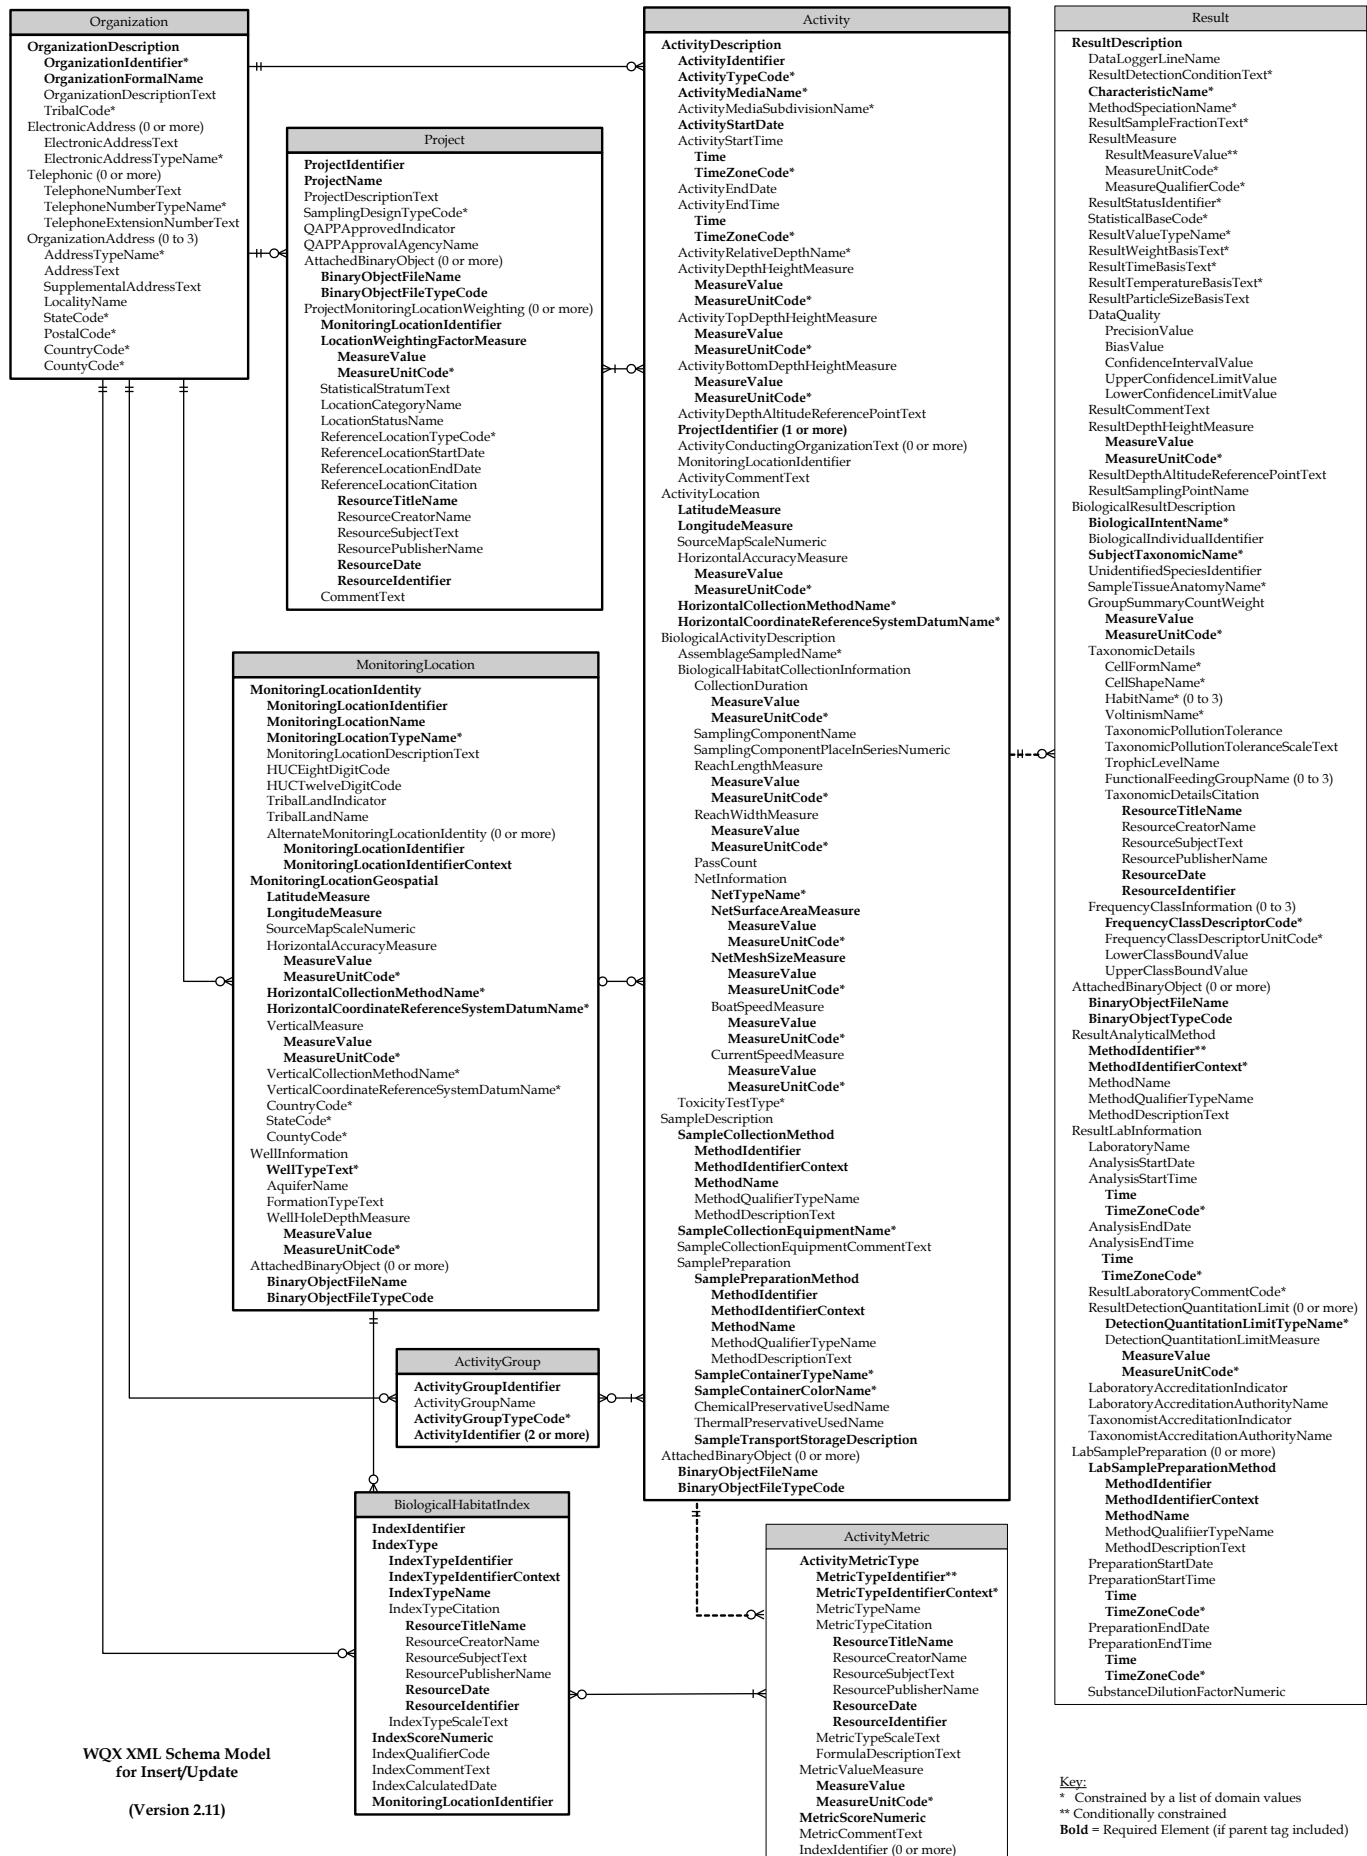 Organization
OrganizationDescription
OrganizationIdentifier*
OrganizationFormalName
OrganizationDescriptionText
TribalCode*
ElectronicAddress (0 or more)
ElectronicAddressText
ElectronicAddressTypeName*
Telephonic (0 or more)
TelephoneNumberText
TelephoneNumberTypeName*
TelephoneExtensionNumberText
OrganizationAddress (0 to 3)
AddressTypeName*
AddressText
SupplementalAddressText
LocalityName
StateCode*
PostalCode*
CountryCode*
CountyCode*
Project
ProjectIdentifier
ProjectName
ProjectDescriptionText
SamplingDesignTypeCode*
QAPPApprovedIndicator
QAPPApprovalAgencyName
AttachedBinaryObject (0 or more)
BinaryObjectFileName
BinaryObjectFileTypeCode
ProjectMonitoringLocationWeighting (0 or more)
MonitoringLocationIdentifier
LocationWeightingFactorMeasure
MeasureValue
MeasureUnitCode*
StatisticalStratumText
LocationCategoryName
LocationStatusName
ReferenceLocationTypeCode*
ReferenceLocationStartDate
ReferenceLocationEndDate
ReferenceLocationCitation
ResourceTitleName
ResourceCreatorName
ResourceSubjectText
ResourcePublisherName
ResourceDate
ResourceIdentifier
CommentText
MonitoringLocation
MonitoringLocationIdentity
MonitoringLocationIdentifier
MonitoringLocationName
MonitoringLocationTypeName*
MonitoringLocationDescriptionText
HUCEightDigitCode
HUCTwelveDigitCode
TribalLandIndicator
TribalLandName
AlternateMonitoringLocationIdentity (0 or more)
MonitoringLocationIdentifier
MonitoringLocationIdentifierContext
MonitoringLocationGeospatial
LatitudeMeasure
LongitudeMeasure
SourceMapScaleNumeric
HorizontalAccuracyMeasure
MeasureValue
MeasureUnitCode*
HorizontalCollectionMethodName*
HorizontalCoordinateReferenceSystemDatumName*
VerticalMeasure
MeasureValue
MeasureUnitCode*
VerticalCollectionMethodName*
VerticalCoordinateReferenceSystemDatumName*
CountryCode*
StateCode*
CountyCode*
WellInformation
WellTypeText*
AquiferName
FormationTypeText
WellHoleDepthMeasure
MeasureValue
MeasureUnitCode*
AttachedBinaryObject (0 or more)
BinaryObjectFileName
BinaryObjectFileTypeCode
ActivityGroup
ActivityGroupIdentifier
ActivityGroupName
ActivityGroupTypeCode*
ActivityIdentifier (2 or more)
BiologicalHabitatIndex
IndexIdentifier
IndexType
IndexTypeIdentifier
IndexTypeIdentifierContext
IndexTypeName
IndexTypeCitation
ResourceTitleName
ResourceCreatorName
ResourceSubjectText
ResourcePublisherName
ResourceDate
ResourceIdentifier
IndexTypeScaleText
IndexScoreNumeric
IndexQualifierCode
IndexCommentText
IndexCalculatedDate
MonitoringLocationIdentifier
WQX XML Schema Model
for Insert/Update
(Version 2.11)
Activity
ActivityDescription
ActivityIdentifier
ActivityTypeCode*
ActivityMediaName*
ActivityMediaSubdivisionName*
ActivityStartDate
ActivityStartTime
Time
TimeZoneCode*
ActivityEndDate
ActivityEndTime
Time
TimeZoneCode*
ActivityRelativeDepthName*
ActivityDepthHeightMeasure
MeasureValue
MeasureUnitCode*
ActivityTopDepthHeightMeasure
MeasureValue
MeasureUnitCode*
ActivityBottomDepthHeightMeasure
MeasureValue
MeasureUnitCode*
ActivityDepthAltitudeReferencePointText
ProjectIdentifier (1 or more)
ActivityConductingOrganizationText (0 or more)
MonitoringLocationIdentifier
ActivityCommentText
ActivityLocation
LatitudeMeasure
LongitudeMeasure
SourceMapScaleNumeric
HorizontalAccuracyMeasure
MeasureValue
MeasureUnitCode*
HorizontalCollectionMethodName*
HorizontalCoordinateReferenceSystemDatumName*
BiologicalActivityDescription
AssemblageSampledName*
BiologicalHabitatCollectionInformation
CollectionDuration
MeasureValue
MeasureUnitCode*
SamplingComponentName
SamplingComponentPlaceInSeriesNumeric
ReachLengthMeasure
MeasureValue
MeasureUnitCode*
ReachWidthMeasure
MeasureValue
MeasureUnitCode*
PassCount
NetInformation
NetTypeName*
NetSurfaceAreaMeasure
MeasureValue
MeasureUnitCode*
NetMeshSizeMeasure
MeasureValue
MeasureUnitCode*
BoatSpeedMeasure
MeasureValue
MeasureUnitCode*
CurrentSpeedMeasure
MeasureValue
MeasureUnitCode*
ToxicityTestType*
SampleDescription
SampleCollectionMethod
MethodIdentifier
MethodIdentifierContext
MethodName
MethodQualifierTypeName
MethodDescriptionText
SampleCollectionEquipmentName*
SampleCollectionEquipmentCommentText
SamplePreparation
SamplePreparationMethod
MethodIdentifier
MethodIdentifierContext
MethodName
MethodQualifierTypeName
MethodDescriptionText
SampleContainerTypeName*
SampleContainerColorName*
ChemicalPreservativeUsedName
ThermalPreservativeUsedName
SampleTransportStorageDescription
AttachedBinaryObject (0 or more)
BinaryObjectFileName
BinaryObjectFileTypeCode
ActivityMetric
ActivityMetricType
MetricTypeIdentifier**
MetricTypeIdentifierContext*
MetricTypeName
MetricTypeCitation
ResourceTitleName
ResourceCreatorName
ResourceSubjectText
ResourcePublisherName
ResourceDate
ResourceIdentifier
MetricTypeScaleText
FormulaDescriptionText
MetricValueMeasure
MeasureValue
MeasureUnitCode*
MetricScoreNumeric
MetricCommentText
IndexIdentifier (0 or more)
Result
ResultDescription
DataLoggerLineName
ResultDetectionConditionText*
CharacteristicName*
MethodSpeciationName*
ResultSampleFractionText*
ResultMeasure
ResultMeasureValue**
MeasureUnitCode*
MeasureQualifierCode*
ResultStatusIdentifier*
StatisticalBaseCode*
ResultValueTypeName*
ResultWeightBasisText*
ResultTimeBasisText*
ResultTemperatureBasisText*
ResultParticleSizeBasisText
DataQuality
PrecisionValue
BiasValue
ConfidenceIntervalValue
UpperConfidenceLimitValue
LowerConfidenceLimitValue
ResultCommentText
ResultDepthHeightMeasure
MeasureValue
MeasureUnitCode*
ResultDepthAltitudeReferencePointText
ResultSamplingPointName
BiologicalResultDescription
BiologicalIntentName*
BiologicalIndividualIdentifier
SubjectTaxonomicName*
UnidentifiedSpeciesIdentifier
SampleTissueAnatomyName*
GroupSummaryCountWeight
MeasureValue
MeasureUnitCode*
TaxonomicDetails
CellFormName*
CellShapeName*
HabitName* (0 to 3)
VoltinismName*
TaxonomicPollutionTolerance
TaxonomicPollutionToleranceScaleText
TrophicLevelName
FunctionalFeedingGroupName (0 to 3)
TaxonomicDetailsCitation
ResourceTitleName
ResourceCreatorName
ResourceSubjectText
ResourcePublisherName
ResourceDate
ResourceIdentifier
FrequencyClassInformation (0 to 3)
FrequencyClassDescriptorCode*
FrequencyClassDescriptorUnitCode*
LowerClassBoundValue
UpperClassBoundValue
AttachedBinaryObject (0 or more)
BinaryObjectFileName
BinaryObjectTypeCode
ResultAnalyticalMethod
MethodIdentifier**
MethodIdentifierContext*
MethodName
MethodQualifierTypeName
MethodDescriptionText
ResultLabInformation
LaboratoryName
AnalysisStartDate
AnalysisStartTime
Time
TimeZoneCode*
AnalysisEndDate
AnalysisEndTime
Time
TimeZoneCode*
ResultLaboratoryCommentCode*
ResultDetectionQuantitationLimit (0 or more)
DetectionQuantitationLimitTypeName*
DetectionQuantitationLimitMeasure
MeasureValue
MeasureUnitCode*
LaboratoryAccreditationIndicator
LaboratoryAccreditationAuthorityName
TaxonomistAccreditationIndicator
TaxonomistAccreditationAuthorityName
LabSamplePreparation (0 or more)
LabSamplePreparationMethod
MethodIdentifier
MethodIdentifierContext
MethodName
MethodQualifiierTypeName
MethodDescriptionText
PreparationStartDate
PreparationStartTime
Time
TimeZoneCode*
PreparationEndDate
PreparationEndTime
Time
TimeZoneCode*
SubstanceDilutionFactorNumeric
Key:
* Constrained by a list of domain values
** Conditionally constrained
Bold = Required Element (if parent tag included)